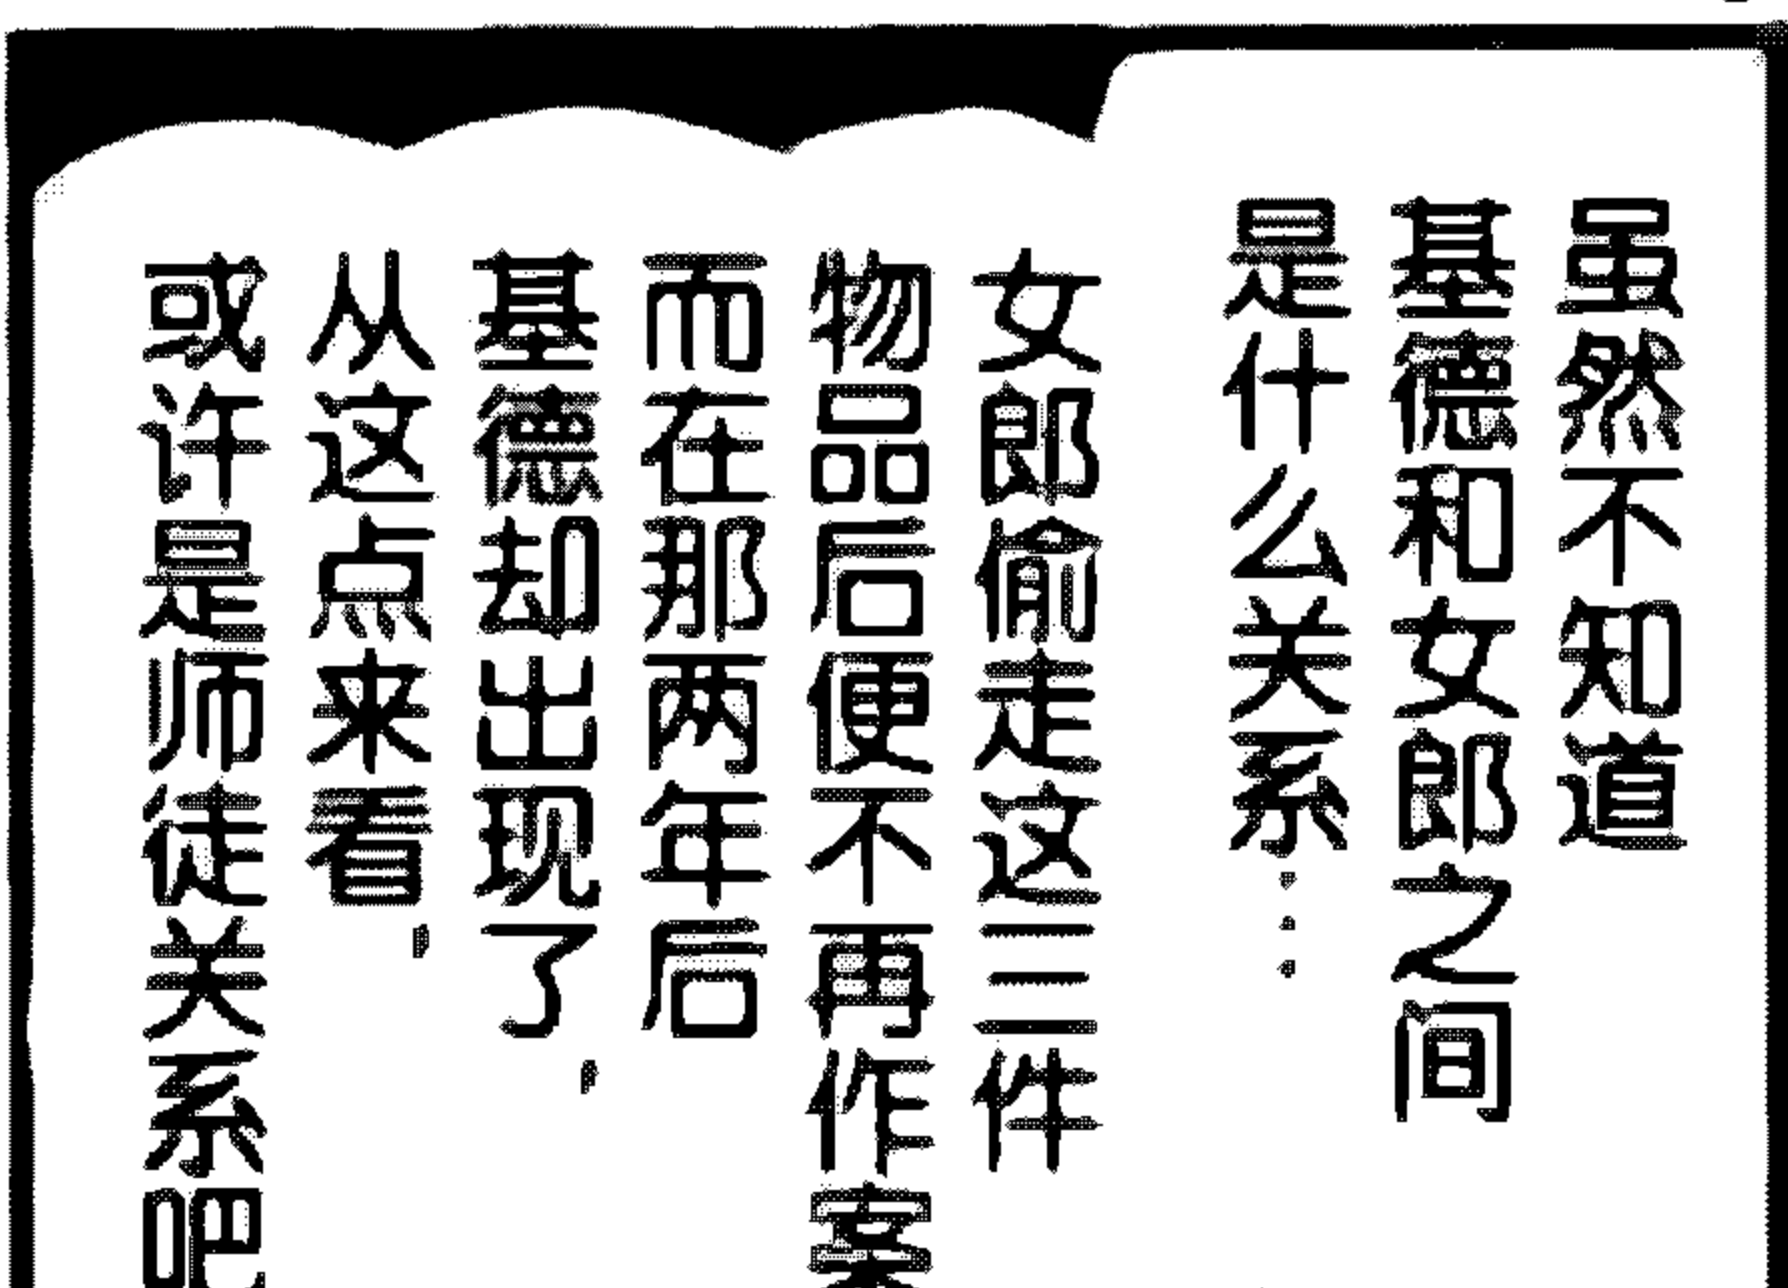 虽然不知道
基德和女郎之间
是什么关系…
女郎偷走这三件
物品后便不再作案
而在那两年后
基德却出现了，
从这点来看，
或许是师徒关系吧